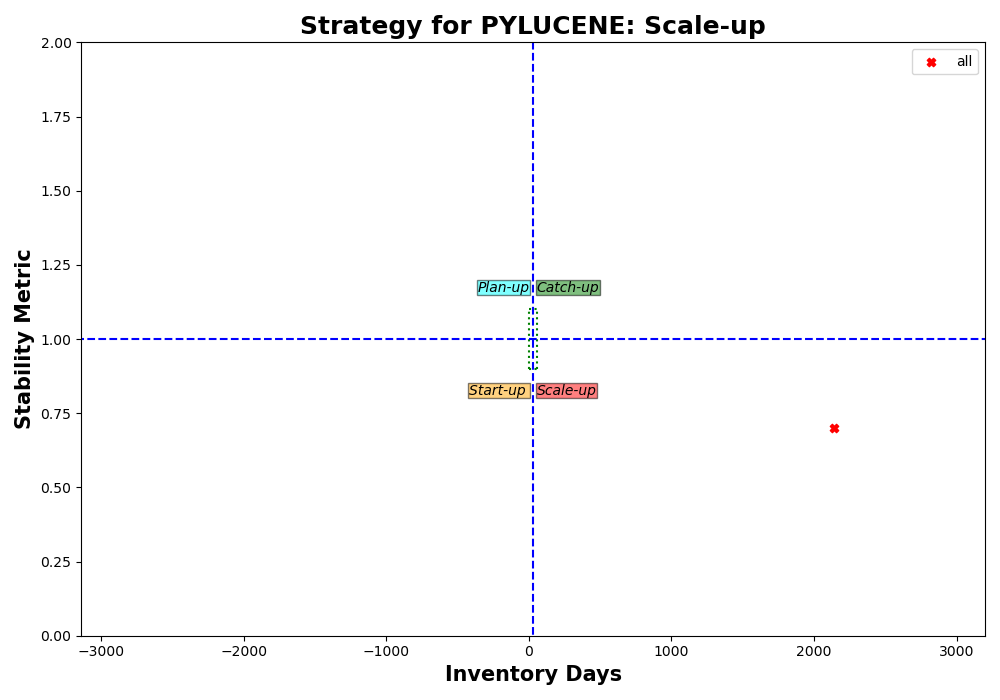 Strategy for PYLUCENE: Scale-up
all
Stability Metric
2.00
1.75
1.50
1.25
1.00
0.75
0.50
0.25
0.00
Plan-up Catch-up
Start-up Scale-up
−3000 −2000 −1000 0 1000 2000 3000
Inventory Days